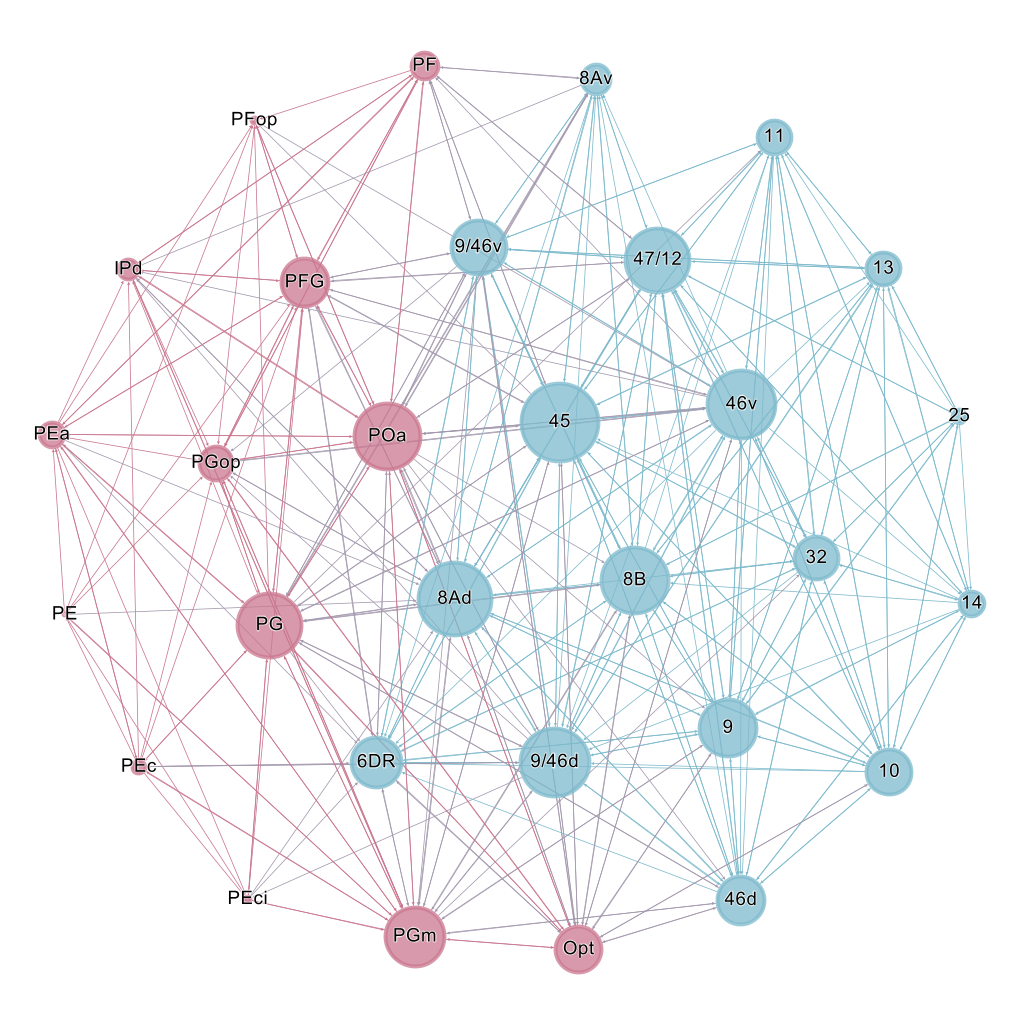 PF
8Av
PFop
11
9/46v
47/12
IPd
PFG
13
46v
25
45
PEa
POa
PGop
32
8B
8Ad
14
PE
PG
9
6DR
9/46d
PEc
10
PEci
46d
PGm
Opt